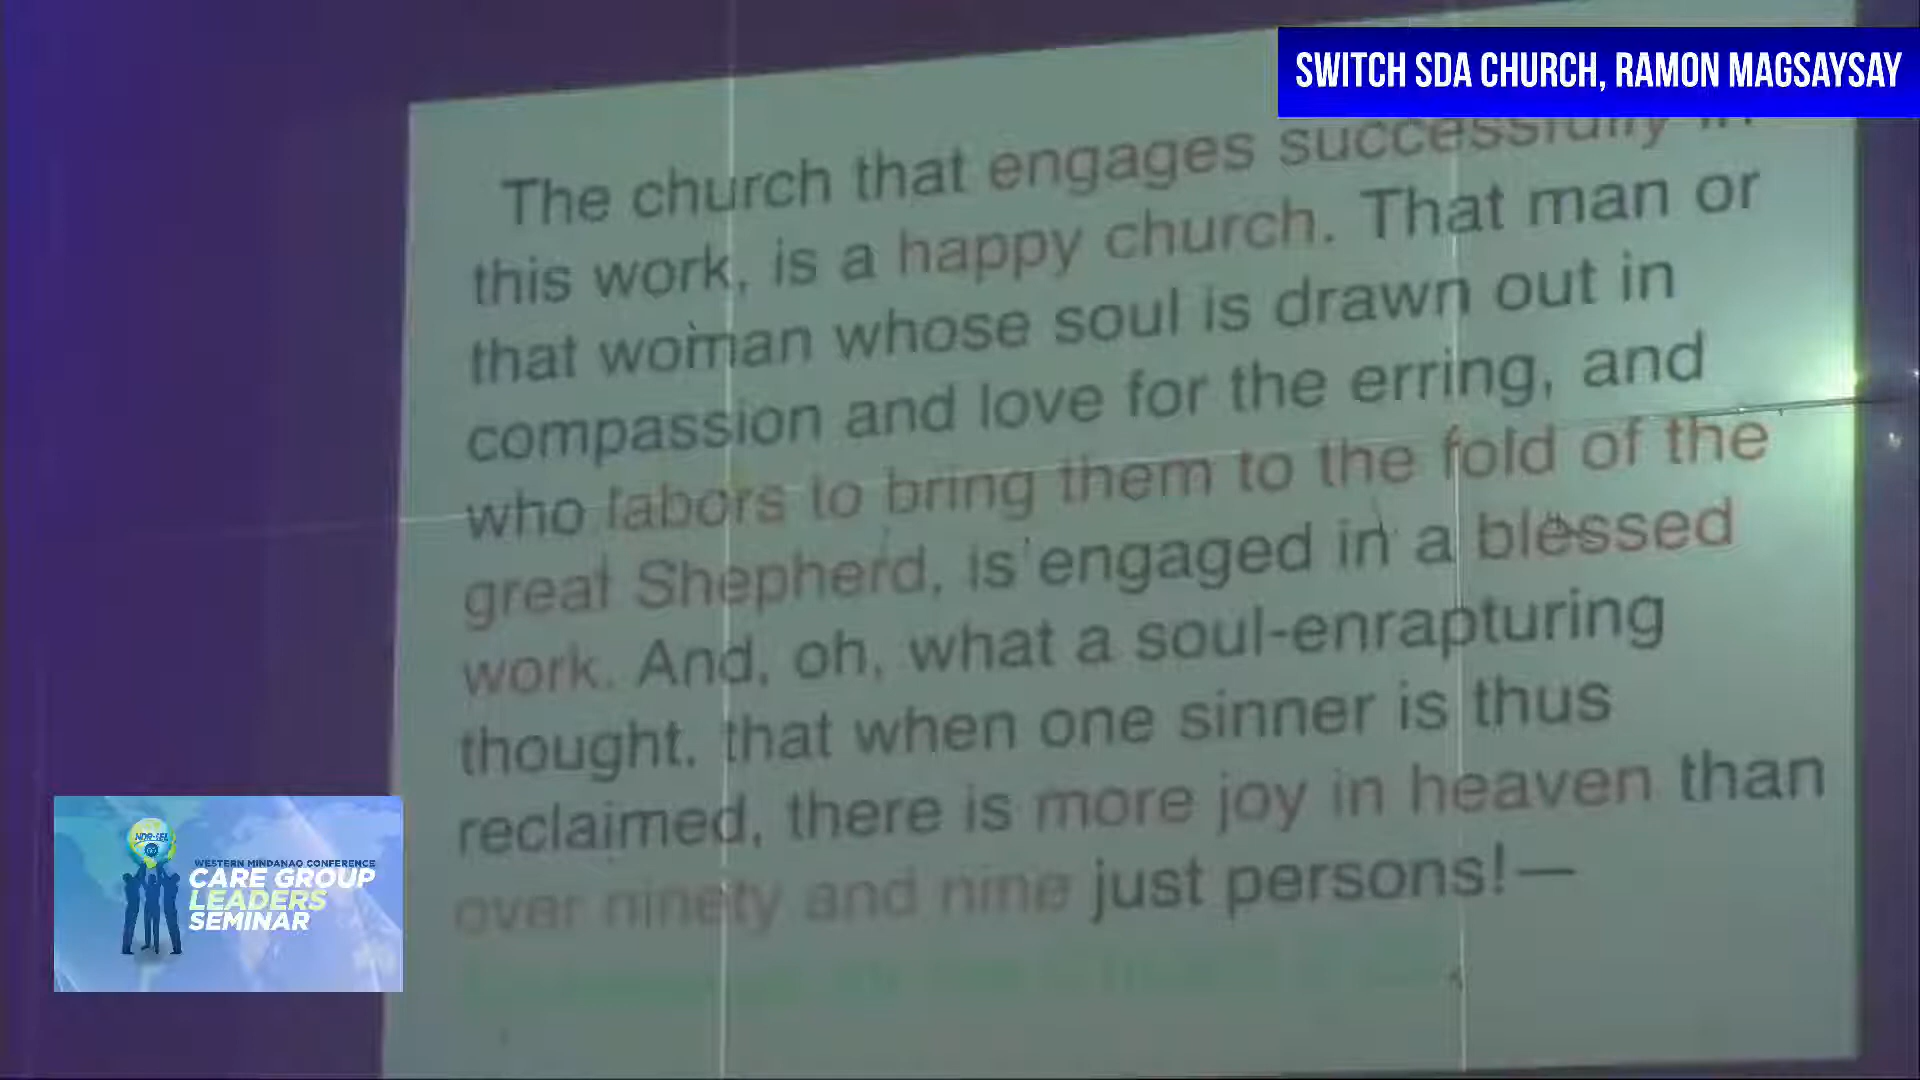 SWITCH SDA CHURCH, RAMON MAGSAYSAY
The church that engages successfully in
this work, is a happy church. That man or
that woman whose soul is drawn out in
compassion and love for the erring, and
who labors to bring them to the fold of the
great Shepherd, is engaged in a blessed
work. And, oh, what a soul-enrapturing
thought, that when one sinner is thus
reclaimed, there is more joy in heaven than
over ninety and nine just persons!—
NDR-IEL
WESTERN MINDANAO CONFERENCE
CARE GROUP
LEADERS
SEMINAR